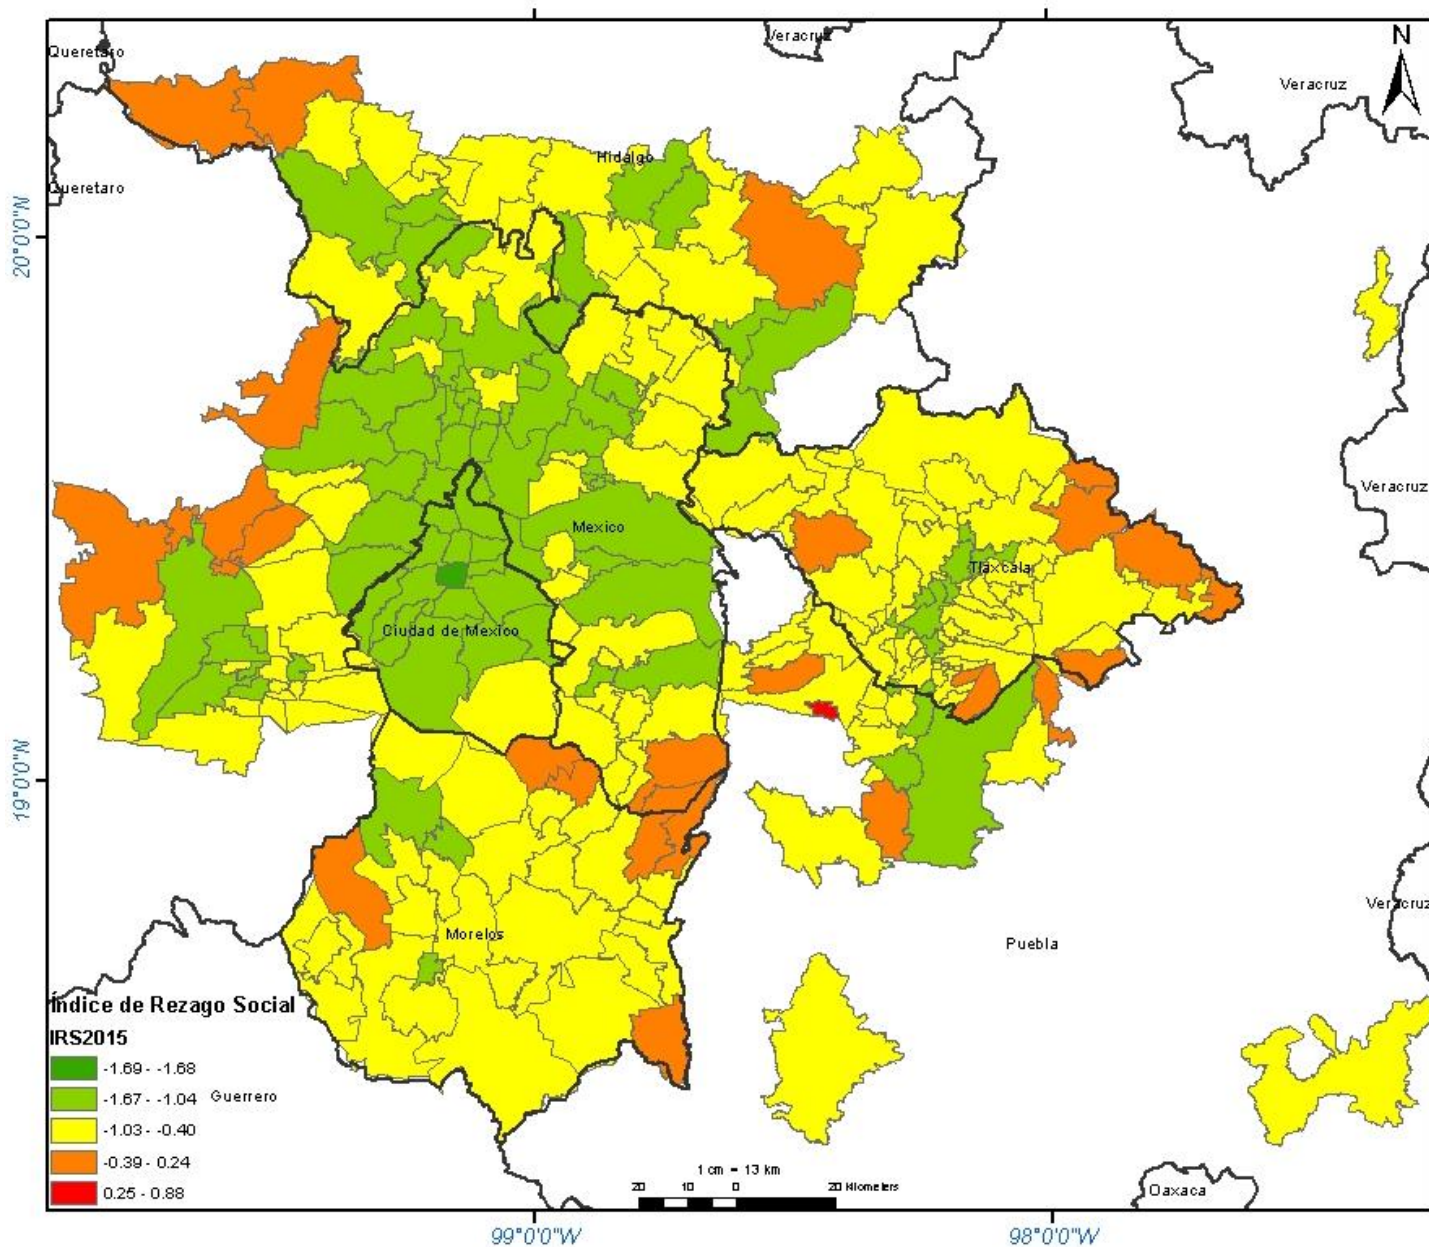 Queretaro
Veracruz
N
Veracruz
Hidalgo
Queretaro
20°0'0"N
Veracruz
Mexico
Tlaxcala
Ciudad de Mexico
19°0'0"N
Veracruz
Morelos
Puebla
Índice de Rezago Social
IRS2015
-1.69 - -1.68
-1.67 - -1.04
Guerrero
-1.03 - -0.40
-0.39 - 0.24
0.25 - 0.88
1 cm = 13 km
20 10 0 20 Kilometers
Oaxaca
99°0'0"W
98°0'0"W